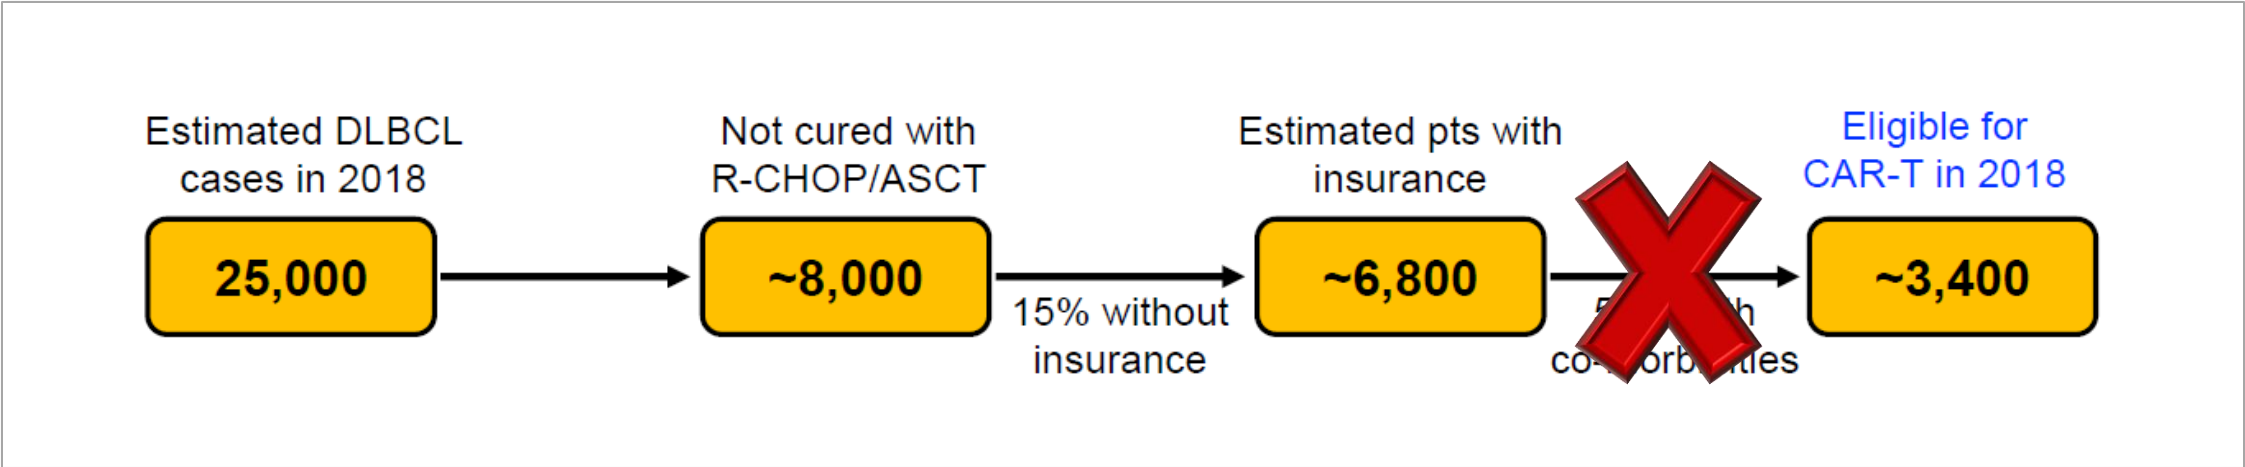 Estimated DLBCL
cases in 2018
25,000
Not cured with
R-CHOP/ASCT
~8,000
15% without
insurance
Estimated pts with
insurance
~6,800
Eligible for
CAR-T in 2018
~3,400